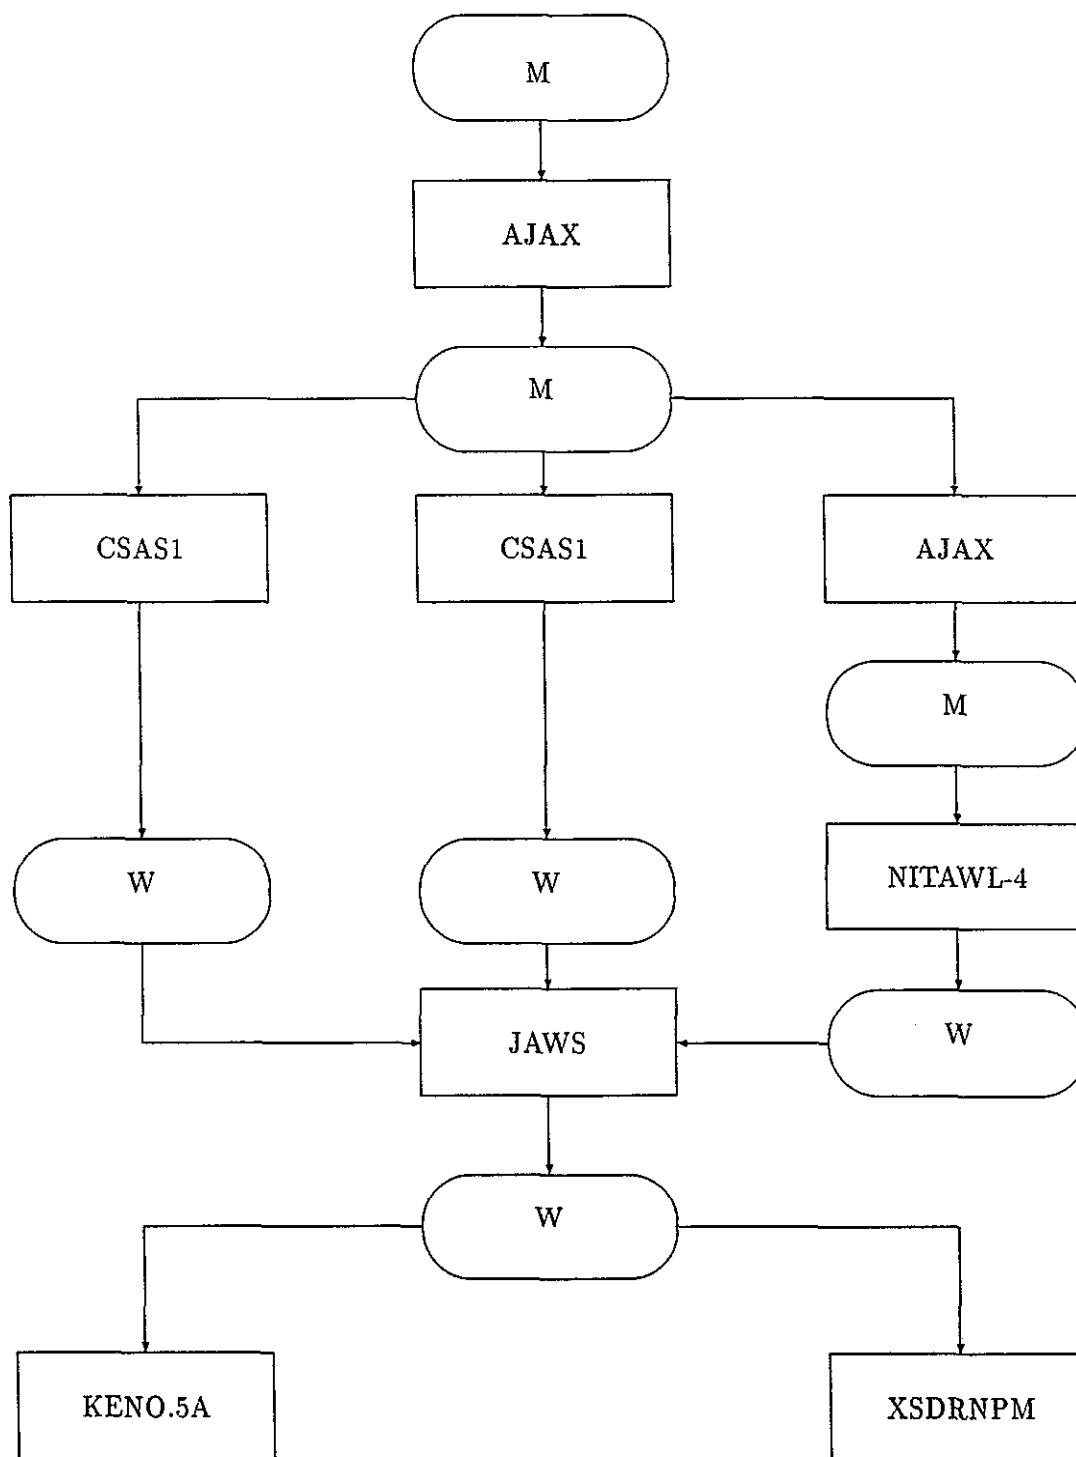 M
AJAX
M
CSAS1
CSAS1
AJAX
M
W
W
NITAWL-4
JAWS
W
W
KENO.5A
XSDRNPM